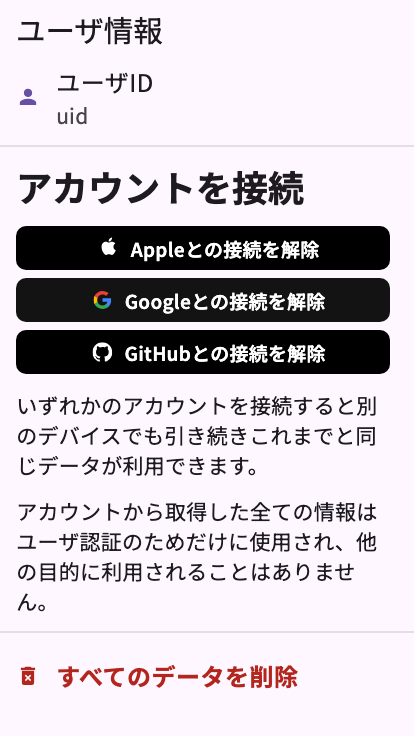 ユーザ情報
ユーザID
uid
アカウントを接続
Appleとの接続を解除
Googleとの接続を解除
GitHubとの接続を解除
いずれかのアカウントを接続すると別
のデバイスでも引き続きこれまでと同
じデータが利用できます。
アカウントから取得した全ての情報は
ユーザ認証のためだけに使用され、他
の目的に利用されることはありませ
ん。
すべてのデータを削除